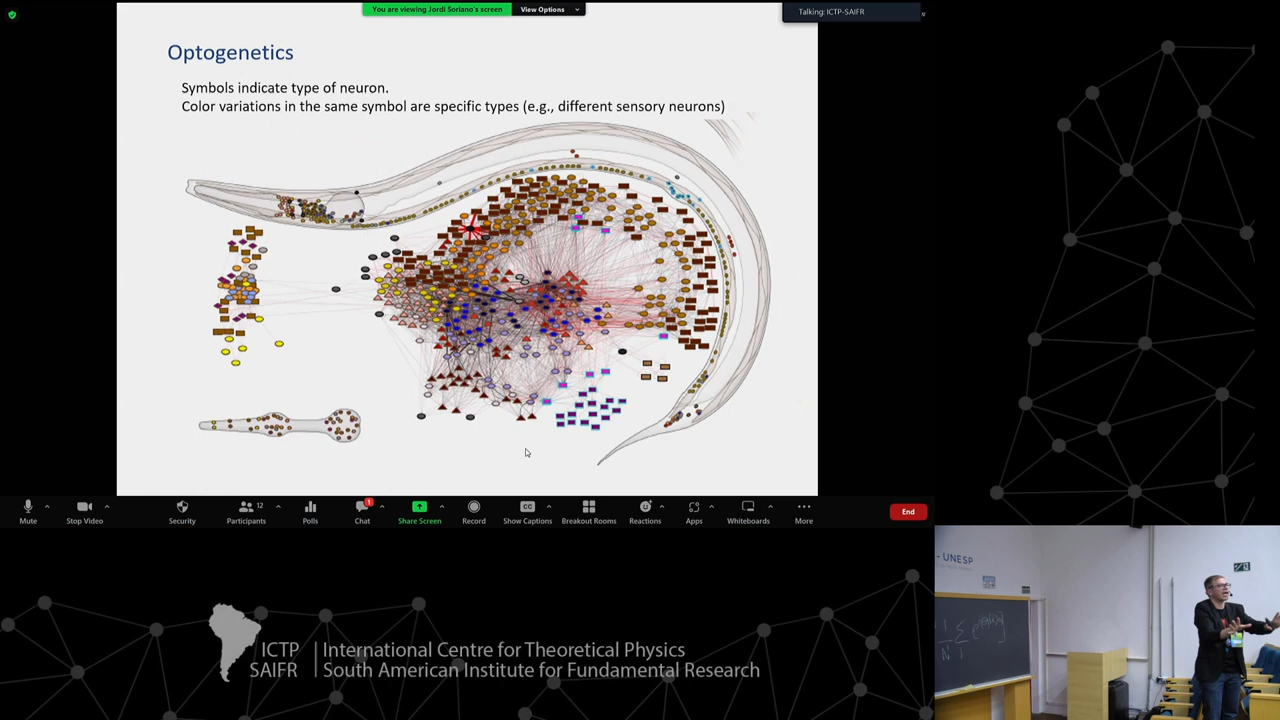 You are viewing Jordi Soriano's screen
View Options
Talking: ICTP-SAIFR
Optogenetics
Symbols indicate type of neuron.
Color variations in the same symbol are specific types (e.g., different sensory neurons)
Mute
Stop Video
Security
Participants
12
Polls
Chat
1
Share Screen
Record
CC
Show Captions
Breakout Rooms
Reactions
Apps
Whiteboards
More
End
- UNESP
ICTP
SAIFR
International Centre for Theoretical Physics
South American Institute for Fundamental Research